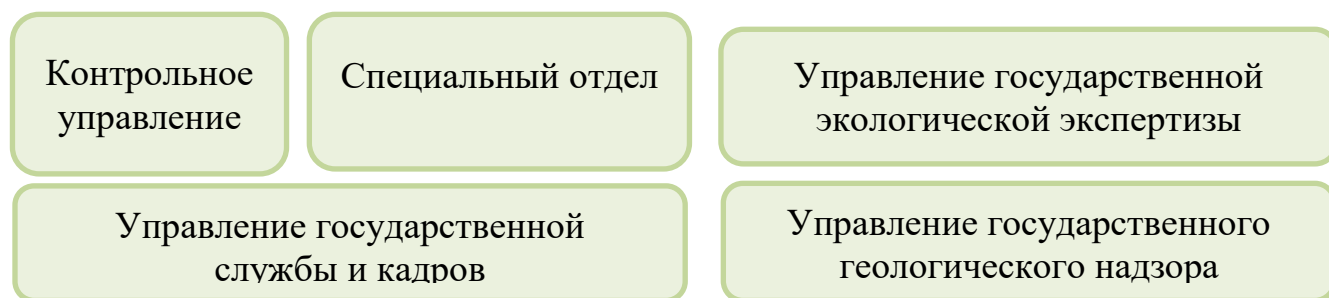 Контрольное
управление
Специальный отдел
Управление государственной
экологической экспертизы
Управление государственной
службы и кадров
Управление государственного
геологического надзора